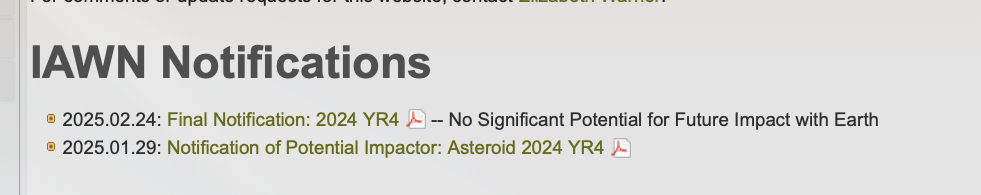 IAWN Notifications
2025.02.24: Final Notification: 2024 YR4 -- No Significant Potential for Future Impact with Earth
2025.01.29: Notification of Potential Impactor: Asteroid 2024 YR4